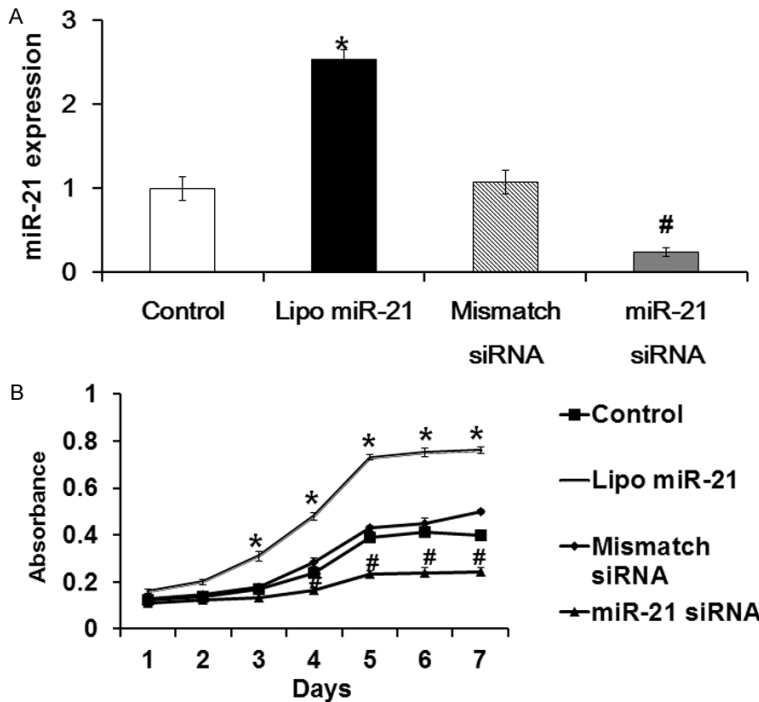 A
miR-21 expression
3
2
1
0
*
#
Control
Lipo miR-21
Mismatch
siRNA
miR-21
siRNA
B
Absorbance
1
0.8
0.6
0.4
0.2
0
* * * * *
# # # #
1 2 3 4 5 6 7
Days
Control
Lipo miR-21
Mismatch
siRNA
miR-21 siRNA